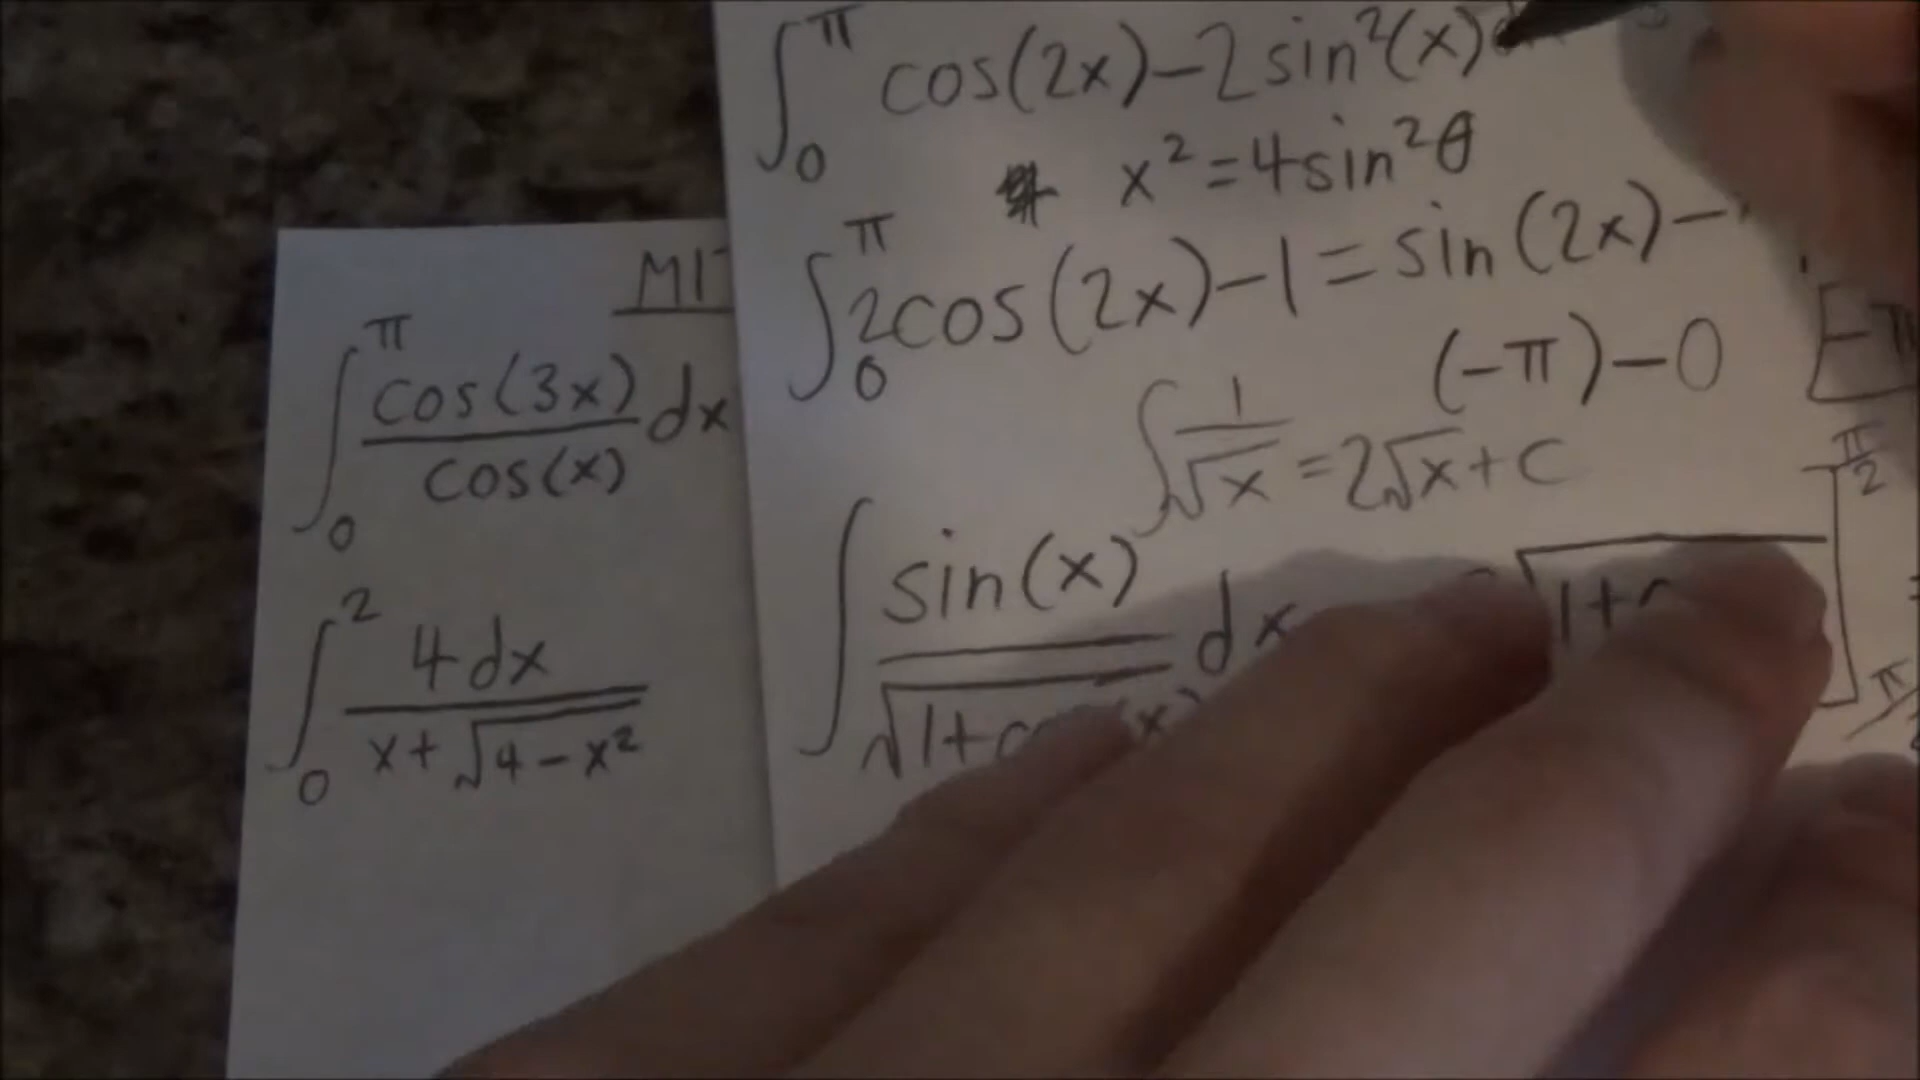 MIT
∫₀^π cos(3x)/cos(x) dx
∫₀² 4dx/(x+√(4-x²))
∫₀^π cos(2x)-2sin²(x)
x²=4sin²θ
∫₀^π 2cos(2x)-1=sin(2x)-
(-π)-0
[-π
∫ 1/√x =2√x+c
∫ sin(x)/√(1+ (x) dx
√1+
π/2